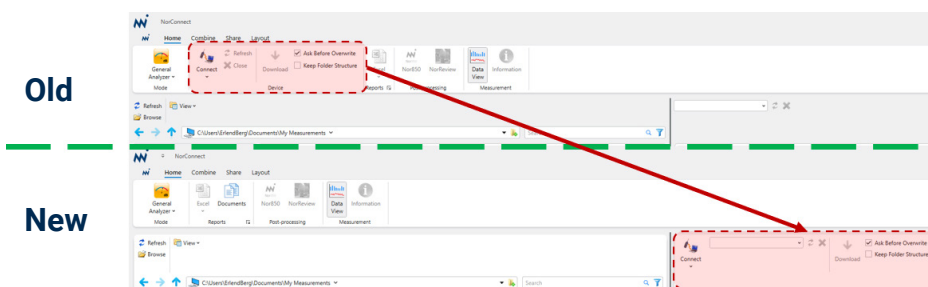 NorConnect
Home Combine Share Layout
Refresh
Close
Connect
Download
Ask Before Overwrite
Keep Folder Structure
General Analyzer
Excel
Nor850 NorReview
Data View
Information
Mode Device Reports Post-processing Measurement
Old
Refresh View
Browse
C:\Users\ErlendBerg\Documents\My Measurements
NorConnect
Home Combine Share Layout
General Analyzer
Excel Documents
Nor850 NorReview
Data View
Information
Mode Reports Post-processing Measurement
New
Refresh View
Browse
Connect
Download
Ask Before Overwrite
Keep Folder Structure
C:\Users\ErlendBerg\Documents\My Measurements
Search